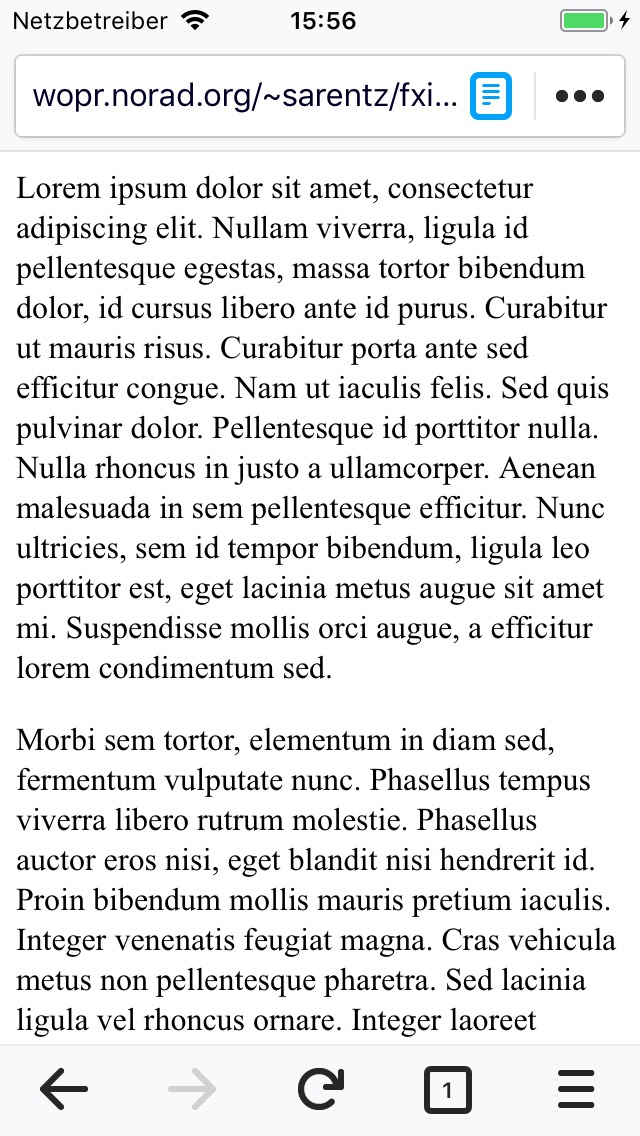 Netzbetreiber 15:56
wopr.norad.org/~sarentz/fxi...
Lorem ipsum dolor sit amet, consectetur
adipiscing elit. Nullam viverra, ligula id
pellentesque egestas, massa tortor bibendum
dolor, id cursus libero ante id purus. Curabitur
ut mauris risus. Curabitur porta ante sed
efficitur congue. Nam ut iaculis felis. Sed quis
pulvinar dolor. Pellentesque id porttitor nulla.
Nulla rhoncus in justo a ullamcorper. Aenean
malesuada in sem pellentesque efficitur. Nunc
ultricies, sem id tempor bibendum, ligula leo
porttitor est, eget lacinia metus augue sit amet
mi. Suspendisse mollis orci augue, a efficitur
lorem condimentum sed.
Morbi sem tortor, elementum in diam sed,
fermentum vulputate nunc. Phasellus tempus
viverra libero rutrum molestie. Phasellus
auctor eros nisi, eget blandit nisi hendrerit id.
Proin bibendum mollis mauris pretium iaculis.
Integer venenatis feugiat magna. Cras vehicula
metus non pellentesque pharetra. Sed lacinia
ligula vel rhoncus ornare. Integer laoreet
1